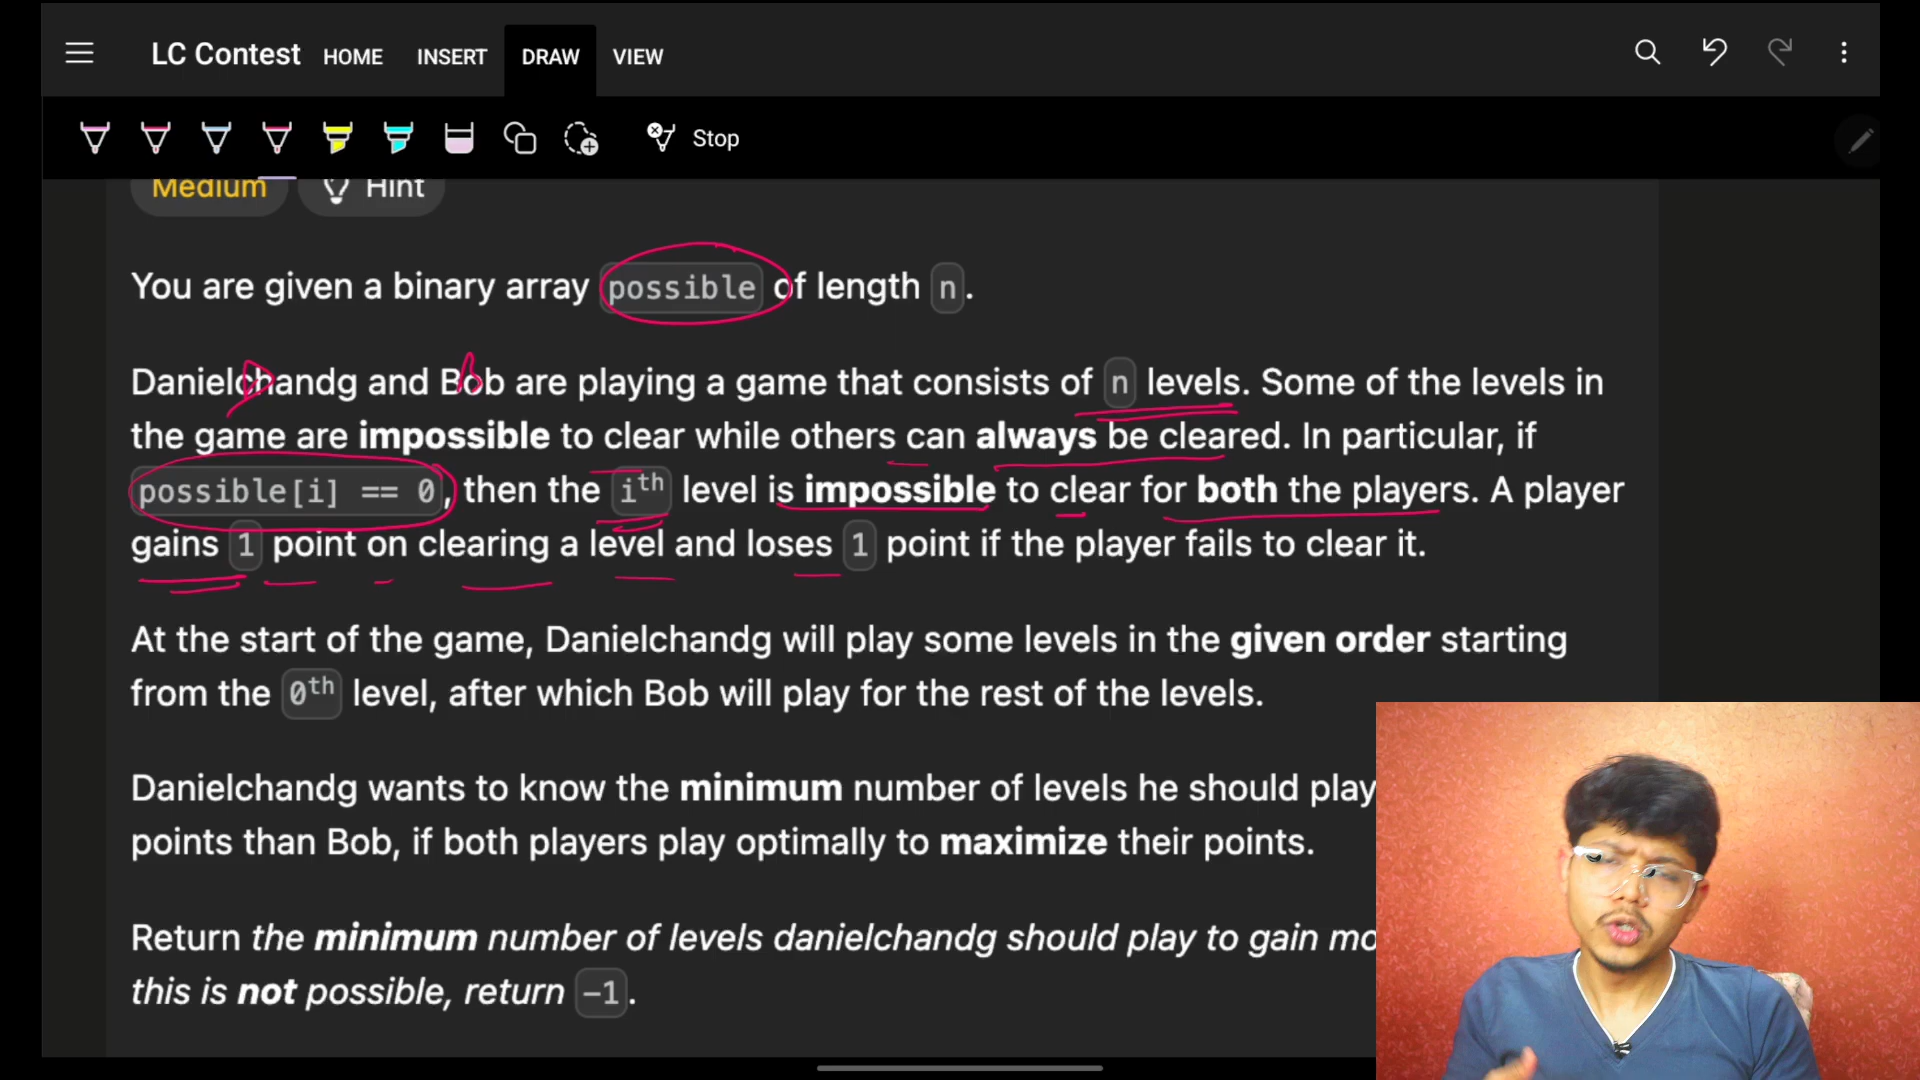 LC Contest HOME INSERT DRAW VIEW
Stop
Medium Hint
You are given a binary array possible of length n.
Danielchandg and Bob are playing a game that consists of n levels. Some of the levels in
the game are impossible to clear while others can always be cleared. In particular, if
possible[i] == 0, then the ith level is impossible to clear for both the players. A player
gains 1 point on clearing a level and loses 1 point if the player fails to clear it.
At the start of the game, Danielchandg will play some levels in the given order starting
from the 0th level, after which Bob will play for the rest of the levels.
Danielchandg wants to know the minimum number of levels he should play
points than Bob, if both players play optimally to maximize their points.
Return the minimum number of levels danielchandg should play to gain mo
this is not possible, return -1.